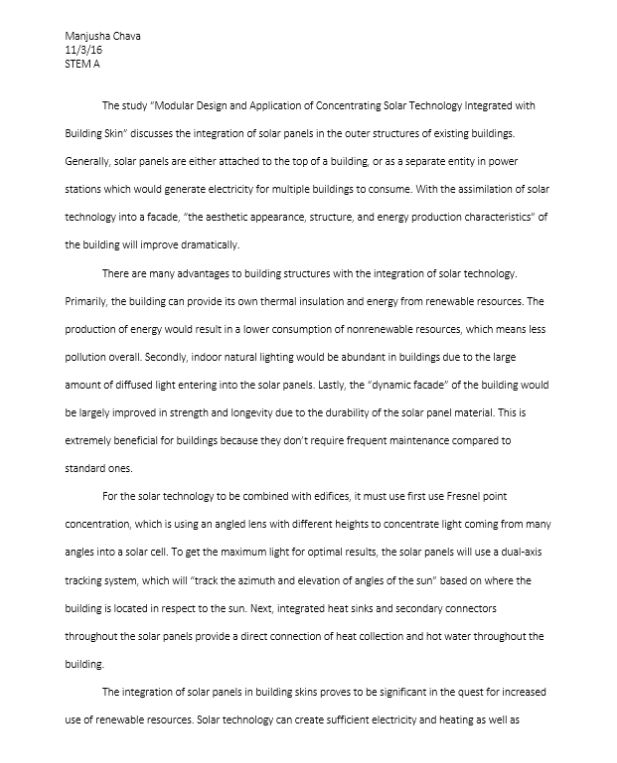 Manjusha Chava
11/3/16
STEM A
The study "Modular Design and Application of Concentrating Solar Technology Integrated with
Building Skin" discusses the integration of solar panels in the outer structures of existing buildings.
Generally, solar panels are either attached to the top of a building, or as a separate entity in power
stations which would generate electricity for multiple buildings to consume. With the assimilation of solar
technology into a facade, "the aesthetic appearance, structure, and energy production characteristics" of
the building will improve dramatically.
There are many advantages to building structures with the integration of solar technology.
Primarily, the building can provide its own thermal insulation and energy from renewable resources. The
production of energy would result in a lower consumption of nonrenewable resources, which means less
pollution overall. Secondly, indoor natural lighting would be abundant in buildings due to the large
amount of diffused light entering into the solar panels. Lastly, the "dynamic facade" of the building would
be largely improved in strength and longevity due to the durability of the solar panel material. This is
extremely beneficial for buildings because they don't require frequent maintenance compared to
standard ones.
For the solar technology to be combined with edifices, it must use first use Fresnel point
concentration, which is using an angled lens with different heights to concentrate light coming from many
angles into a solar cell. To get the maximum light for optimal results, the solar panels will use a dual-axis
tracking system, which will "track the azimuth and elevation of angles of the sun" based on where the
building is located in respect to the sun. Next, integrated heat sinks and secondary connectors
throughout the solar panels provide a direct connection of heat collection and hot water throughout the
building.
The integration of solar panels in building skins proves to be significant in the quest for increased
use of renewable resources. Solar technology can create sufficient electricity and heating as well as